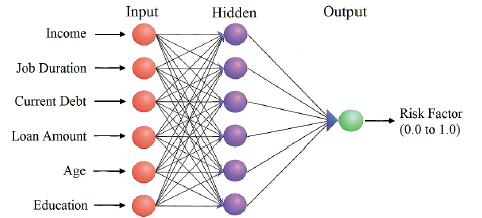 Input Hidden Output
Income
Job Duration
Current Debt
Loan Amount
Age
Education
Risk Factor
(0.0 to 1.0)